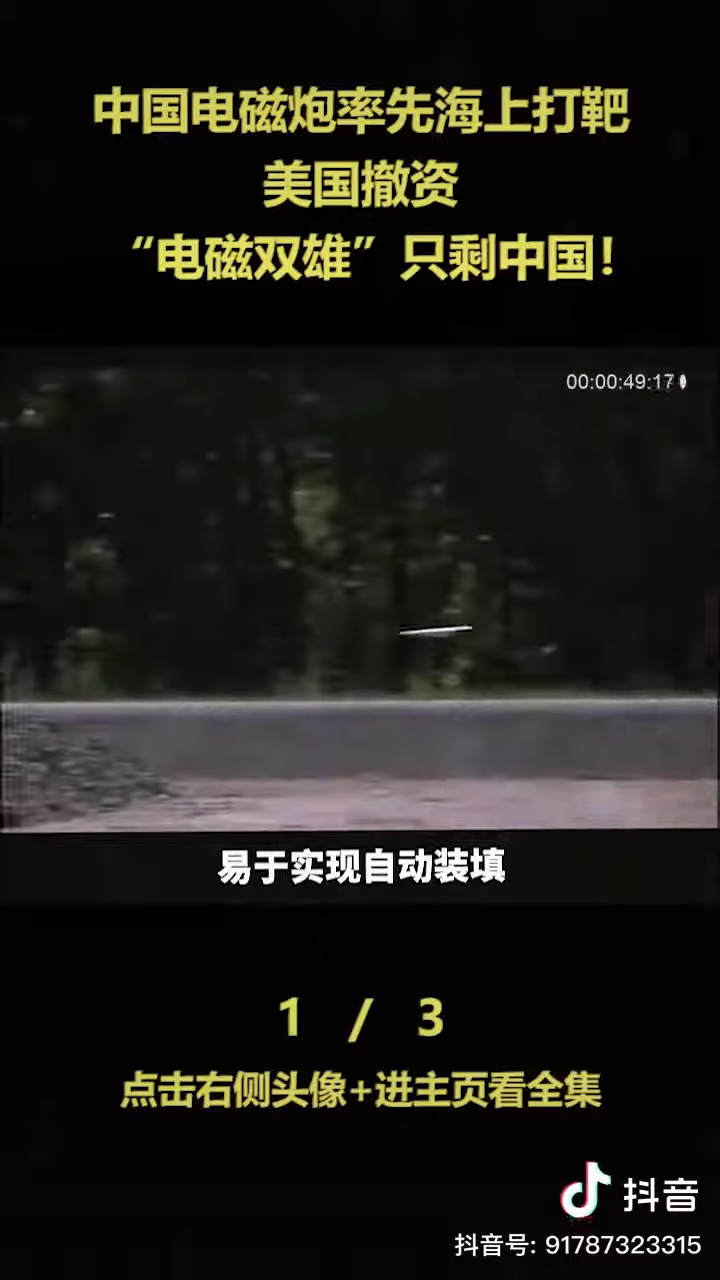 中国电磁炮率先海上打靶
美国撤资
“电磁双雄”只剩中国！
00:00:49:17
易于实现自动装填
1 / 3
点击右侧头像+进主页看全集
抖音
抖音号: 91787323315